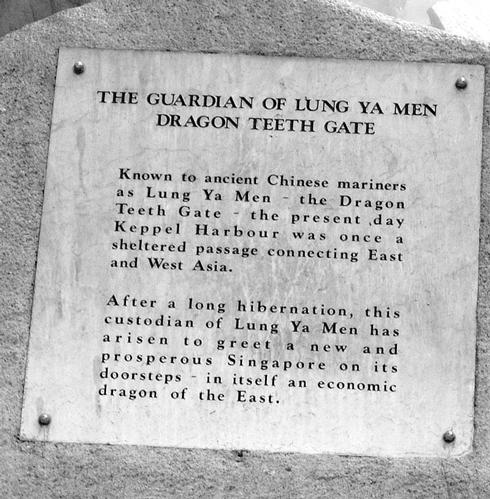 THE GUARDIAN OF LUNG YA MEN
DRAGON TEETH GATE
Known to ancient Chinese mariners
as Lung Ya Men - the Dragon
Teeth Gate - the present day
Keppel Harbour was once a
sheltered passage connecting East
and West Asia.
After a long hibernation, this
custodian of Lung Ya Men has
arisen to greet a new and
prosperous Singapore on its
doorsteps - in itself an economic
dragon of the East.